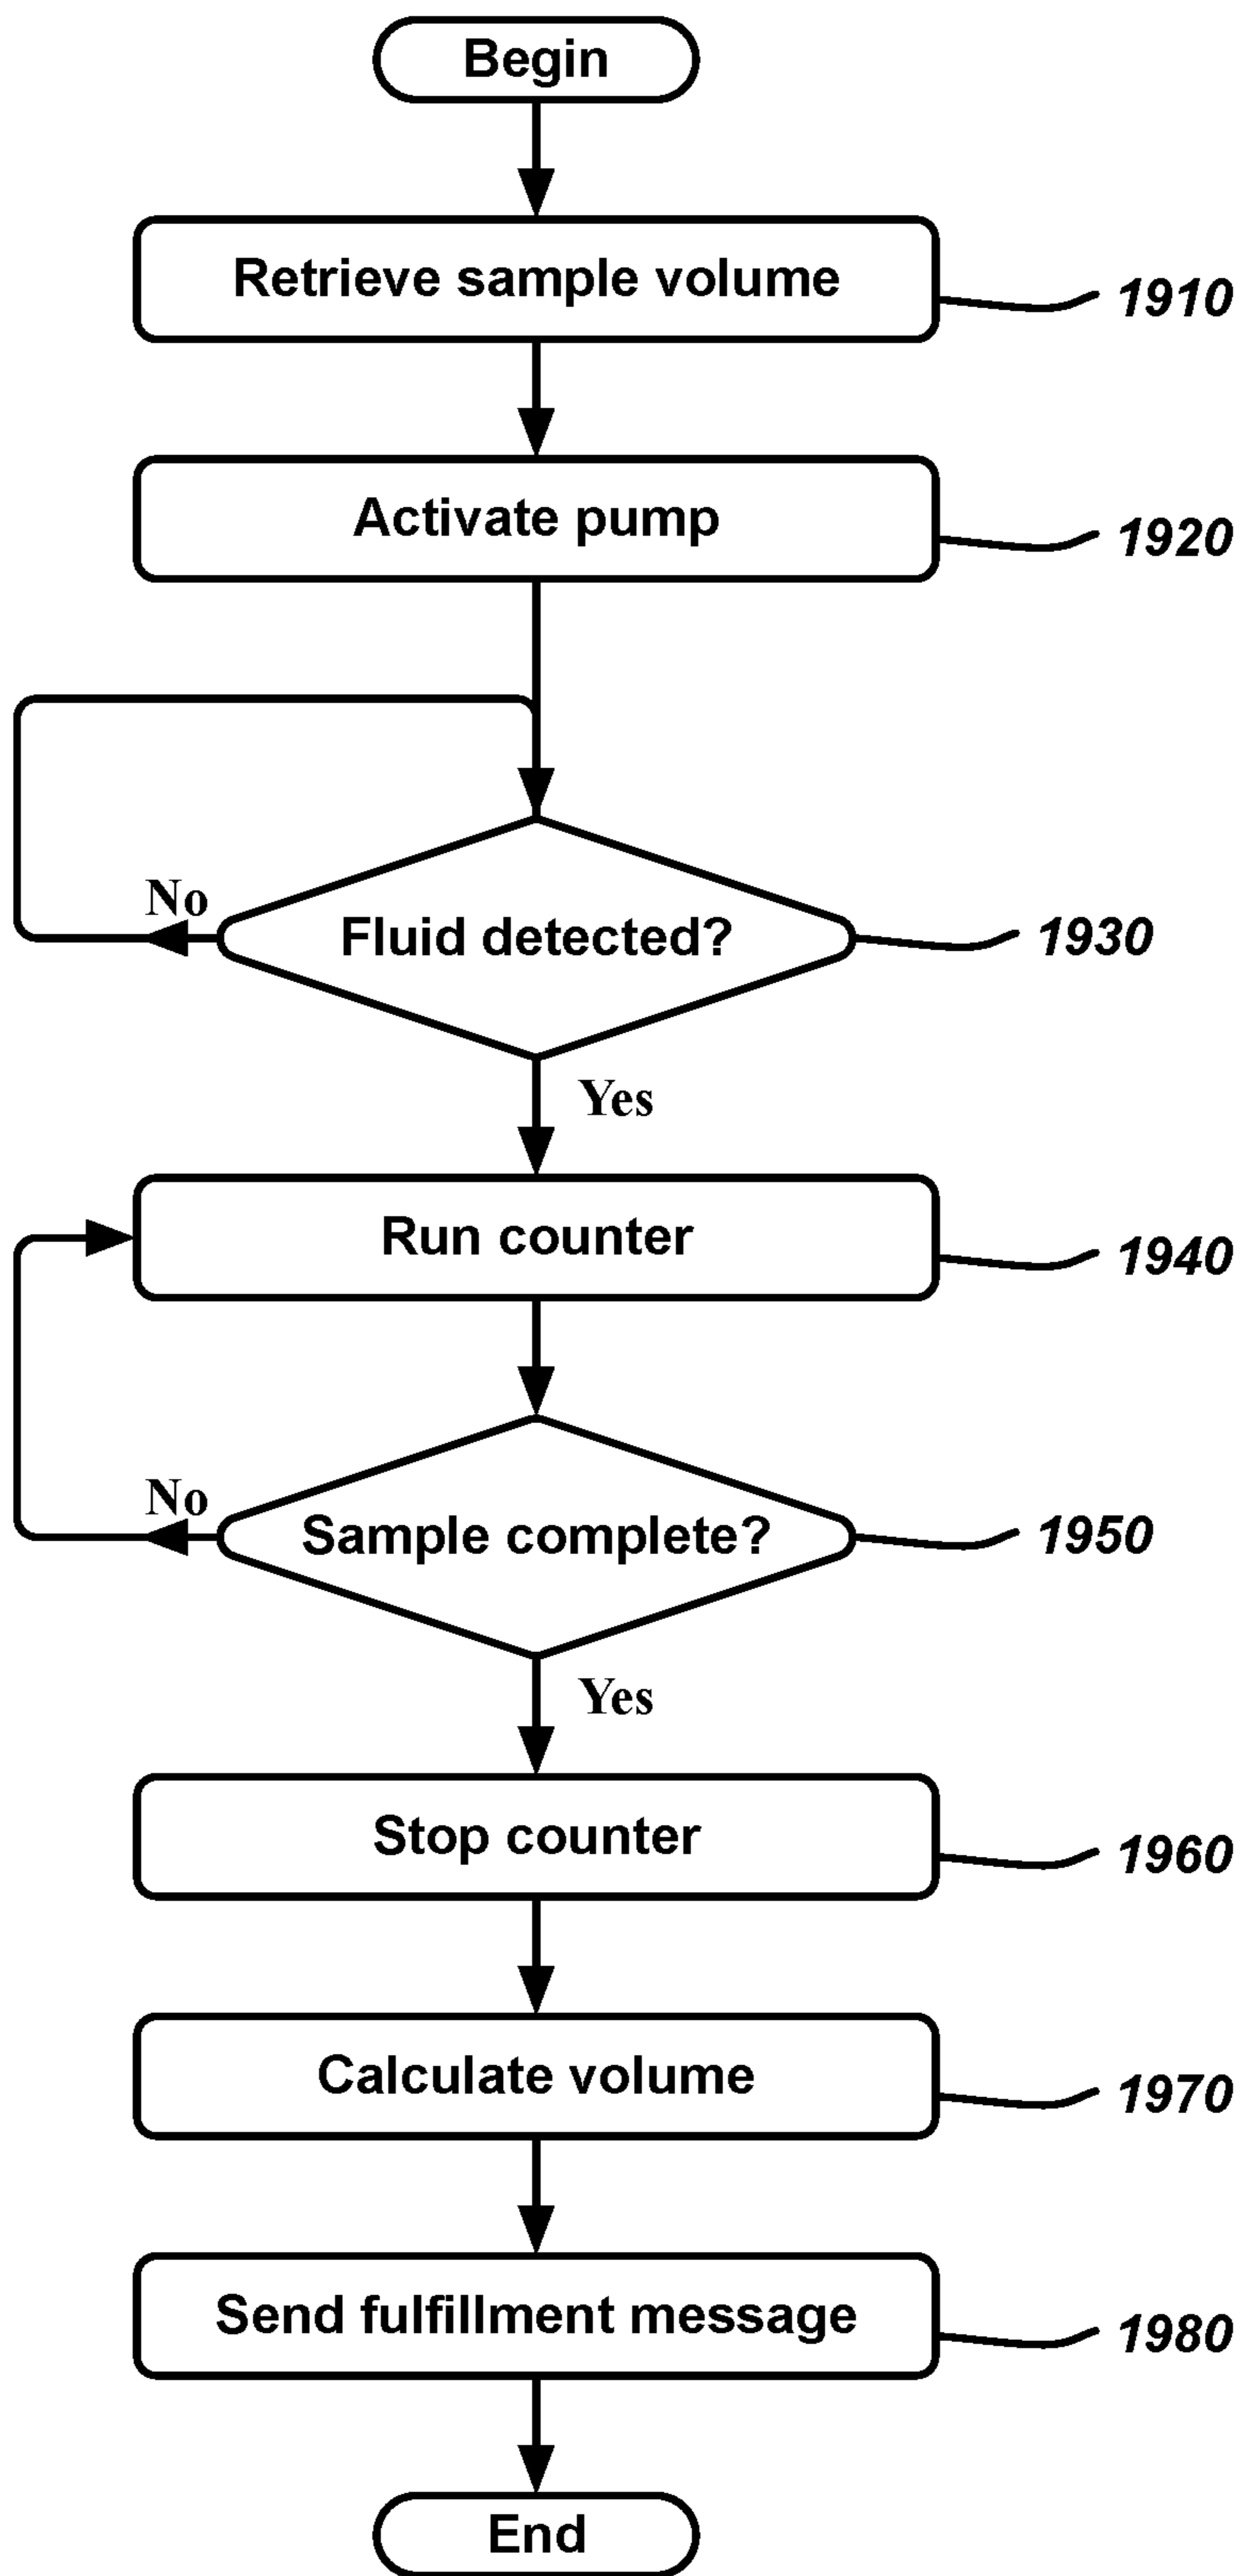 Begin
Retrieve sample volume
1910
Activate pump
1920
No
Fluid detected?
1930
Yes
Run counter
1940
No
Sample complete?
1950
Yes
Stop counter
1960
Calculate volume
1970
Send fulfillment message
1980
End